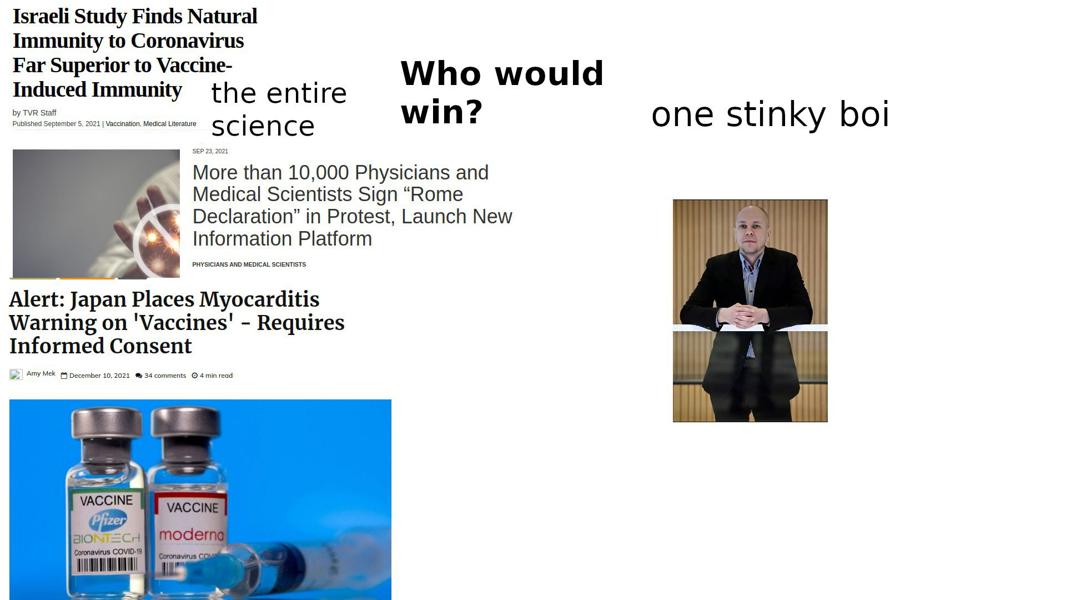 Israeli Study Finds Natural
Immunity to Coronavirus
Far Superior to Vaccine-
Induced Immunity
by TVR Staff
Published September 5, 2021 | Vaccination, Medical Literature
the entire
science
Who would
win?
one stinky boi
SEP 23, 2021
More than 10,000 Physicians and
Medical Scientists Sign “Rome
Declaration” in Protest, Launch New
Information Platform
PHYSICIANS AND MEDICAL SCIENTISTS
Alert: Japan Places Myocarditis
Warning on 'Vaccines' - Requires
Informed Consent
Amy Mek December 10, 2021 34 comments 4 min read
VACCINE
Pfizer
BIONTECH
Coronavirus COVID-19
VACCINE
moderna
Coronavirus